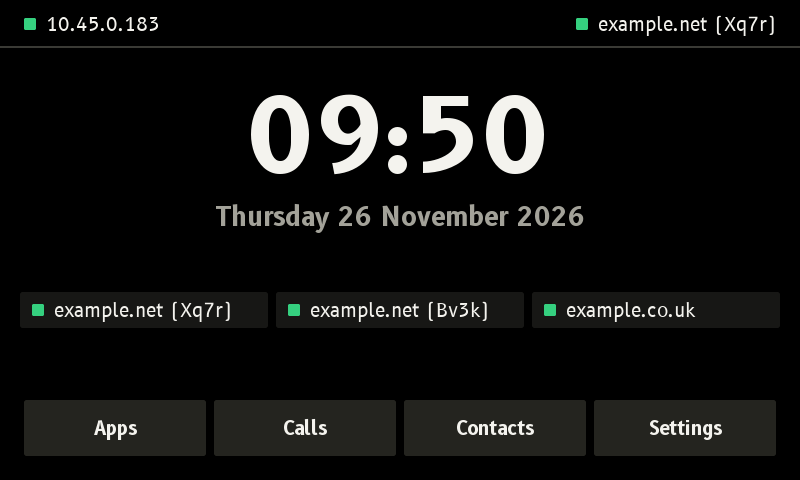 10.45.0.183 example.net (Xq7r)
09:50
Thursday 26 November 2026
example.net (Xq7r) example.net (Bv3k) example.co.uk
Apps Calls Contacts Settings